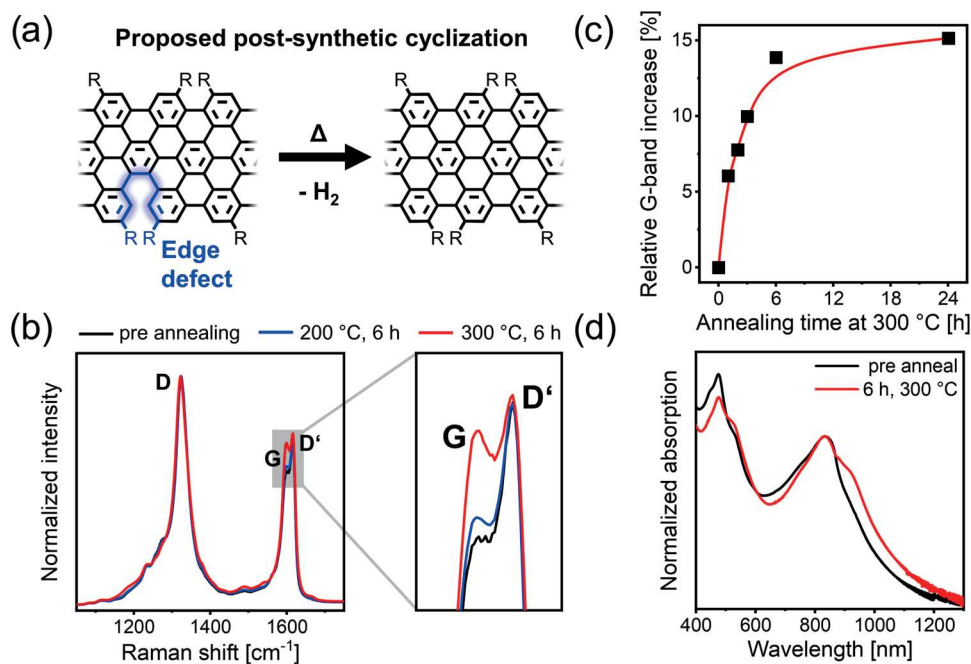 (a)
Proposed post-synthetic cyclization
R R R
R R R
Δ
- H₂
R R R
R R
Edge
defect
(b)
pre annealing
200 °C, 6 h
300 °C, 6 h
Normalized intensity
D
G
D‘
G
D‘
1200 1400 1600
Raman shift [cm⁻¹]
(c)
Relative G-band increase [%]
15
10
5
0
0 6 12 18 24
Annealing time at 300 °C [h]
(d)
pre anneal
6 h, 300 °C
Normalized absorption
400 600 800 1000 1200
Wavelength [nm]